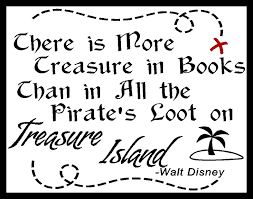 There is More
Treasure in Books
Than in All the
Pirate's Loot on
Treasure
Island
-Walt Disney